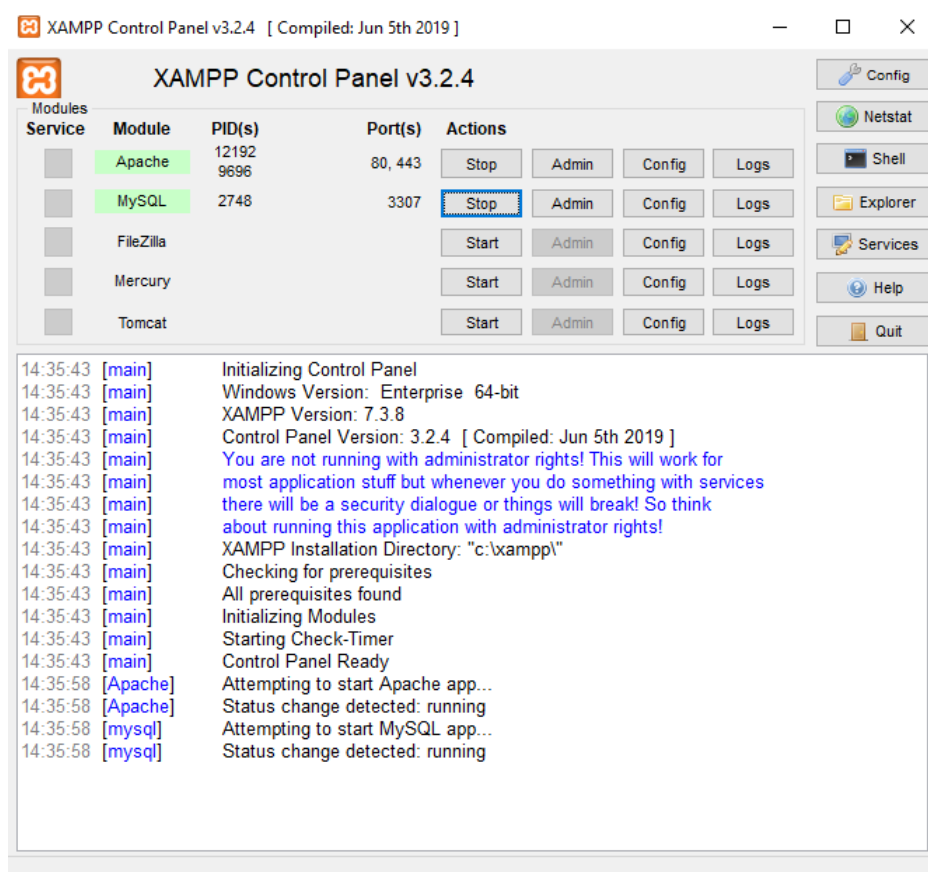 XAMPP Control Panel v3.2.4 [ Compiled: Jun 5th 2019 ]
XAMPP Control Panel v3.2.4
Config
Modules
Netstat
Service Module PID(s) Port(s) Actions
Apache 12192 9696 80, 443 Stop Admin Config Logs
Shell
MySQL 2748 3307 Stop Admin Config Logs
Explorer
FileZilla Start Admin Config Logs
Services
Mercury Start Admin Config Logs
Help
Tomcat Start Admin Config Logs
Quit
14:35:43 [main] Initializing Control Panel
14:35:43 [main] Windows Version: Enterprise 64-bit
14:35:43 [main] XAMPP Version: 7.3.8
14:35:43 [main] Control Panel Version: 3.2.4 [ Compiled: Jun 5th 2019 ]
14:35:43 [main] You are not running with administrator rights! This will work for
14:35:43 [main] most application stuff but whenever you do something with services
14:35:43 [main] there will be a security dialogue or things will break! So think
14:35:43 [main] about running this application with administrator rights!
14:35:43 [main] XAMPP Installation Directory: "c:\xampp\"
14:35:43 [main] Checking for prerequisites
14:35:43 [main] All prerequisites found
14:35:43 [main] Initializing Modules
14:35:43 [main] Starting Check-Timer
14:35:43 [main] Control Panel Ready
14:35:58 [Apache] Attempting to start Apache app...
14:35:58 [Apache] Status change detected: running
14:35:58 [mysql] Attempting to start MySQL app...
14:35:58 [mysql] Status change detected: running